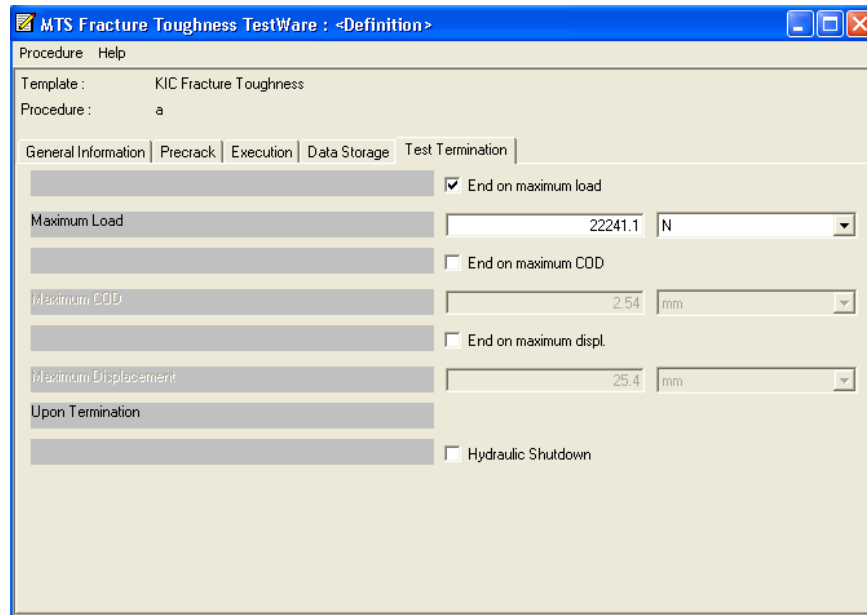 MTS Fracture Toughness TestWare : <Definition>
Procedure Help
Template : KIC Fracture Toughness
Procedure : a
General Information Precrack Execution Data Storage Test Termination
End on maximum load
Maximum Load 22241.1 N
End on maximum COD
Maximum COD 2.54 mm
End on maximum displ.
Maximum Displacement 25.4 mm
Upon Termination
Hydraulic Shutdown